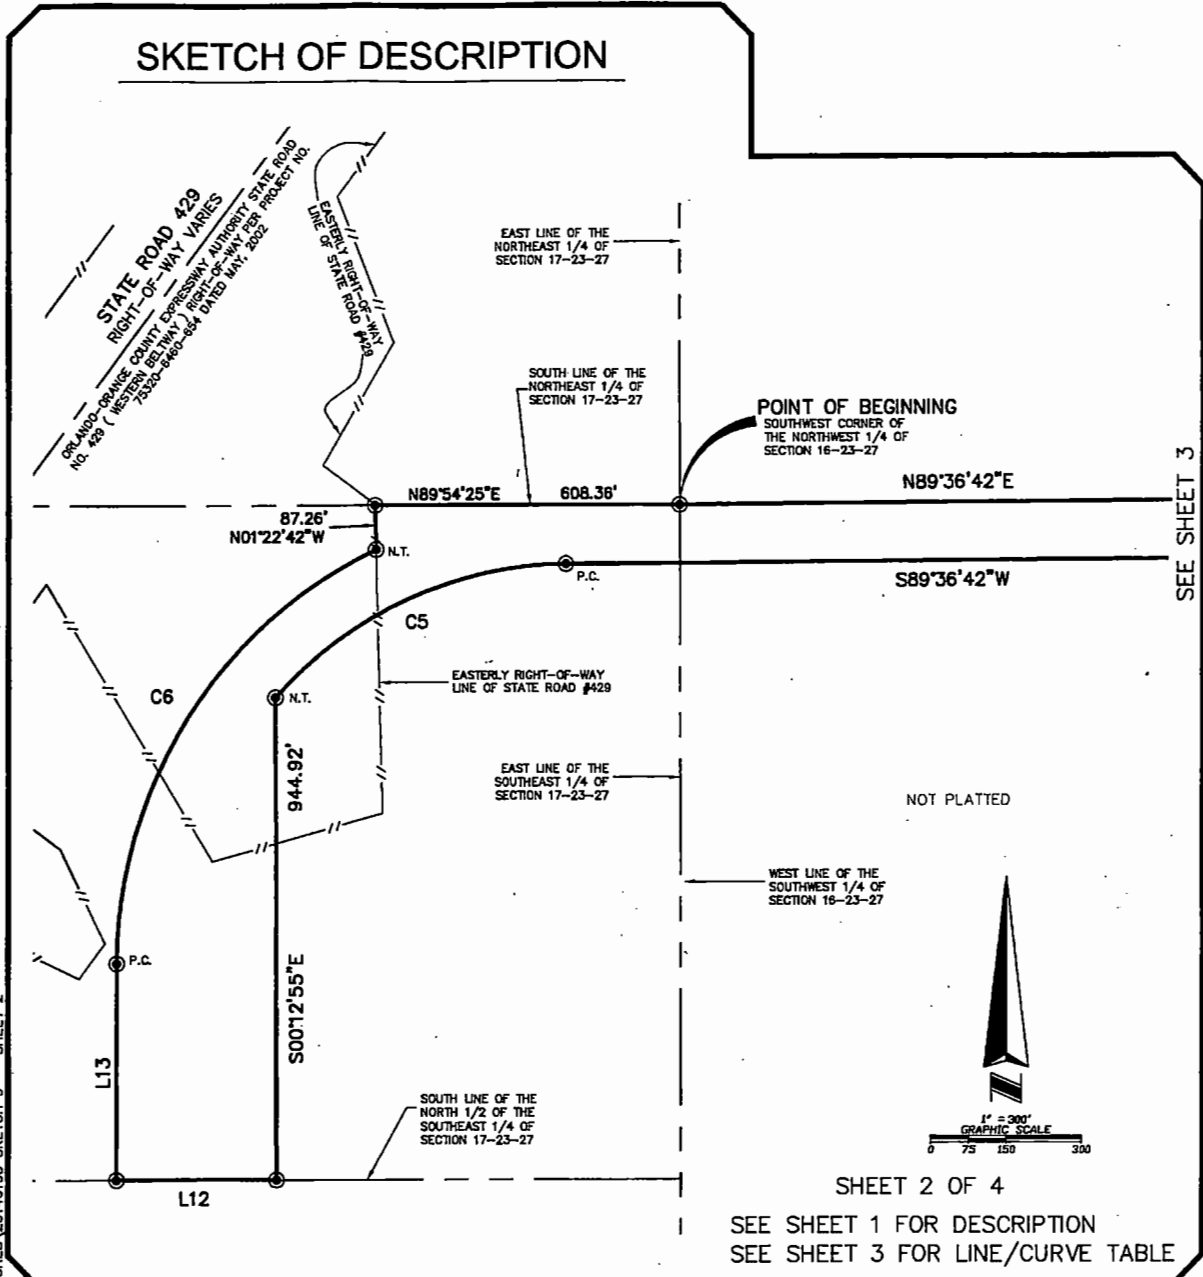 SKETCH OF DESCRIPTION
STATE ROAD 429
RIGHT-OF-WAY VARIES
ORLANDO-ORANGE COUNTY EXPRESSWAY AUTHORITY STATE ROAD
NO. 429 ( WESTERN BELTWAY ) RIGHT-OF-WAY PER PROJECT NO.
75320-6460-654 DATED MAY, 2002
EASTERLY RIGHT-OF-WAY
LINE OF STATE ROAD #429
EAST LINE OF THE
NORTHEAST 1/4 OF
SECTION 17-23-27
SOUTH LINE OF THE
NORTHEAST 1/4 OF
SECTION 17-23-27
POINT OF BEGINNING
SOUTHWEST CORNER OF
THE NORTHWEST 1/4 OF
SECTION 16-23-27
N89°54'25"E 608.36'
N89°36'42"E
SEE SHEET 3
87.26'
N01°22'42"W
N.T.
P.C.
S89°36'42"W
C5
EASTERLY RIGHT-OF-WAY
LINE OF STATE ROAD #429
C6
N.T.
944.92'
S00°12'55"E
EAST LINE OF THE
SOUTHEAST 1/4 OF
SECTION 17-23-27
NOT PLATTED
WEST LINE OF THE
SOUTHWEST 1/4 OF
SECTION 16-23-27
P.C.
L13
SOUTH LINE OF THE
NORTH 1/2 OF THE
SOUTHEAST 1/4 OF
SECTION 17-23-27
L12
N
1" = 300'
GRAPHIC SCALE
0 75 150 300
SHEET 2 OF 4
SEE SHEET 1 FOR DESCRIPTION
SEE SHEET 3 FOR LINE/CURVE TABLE